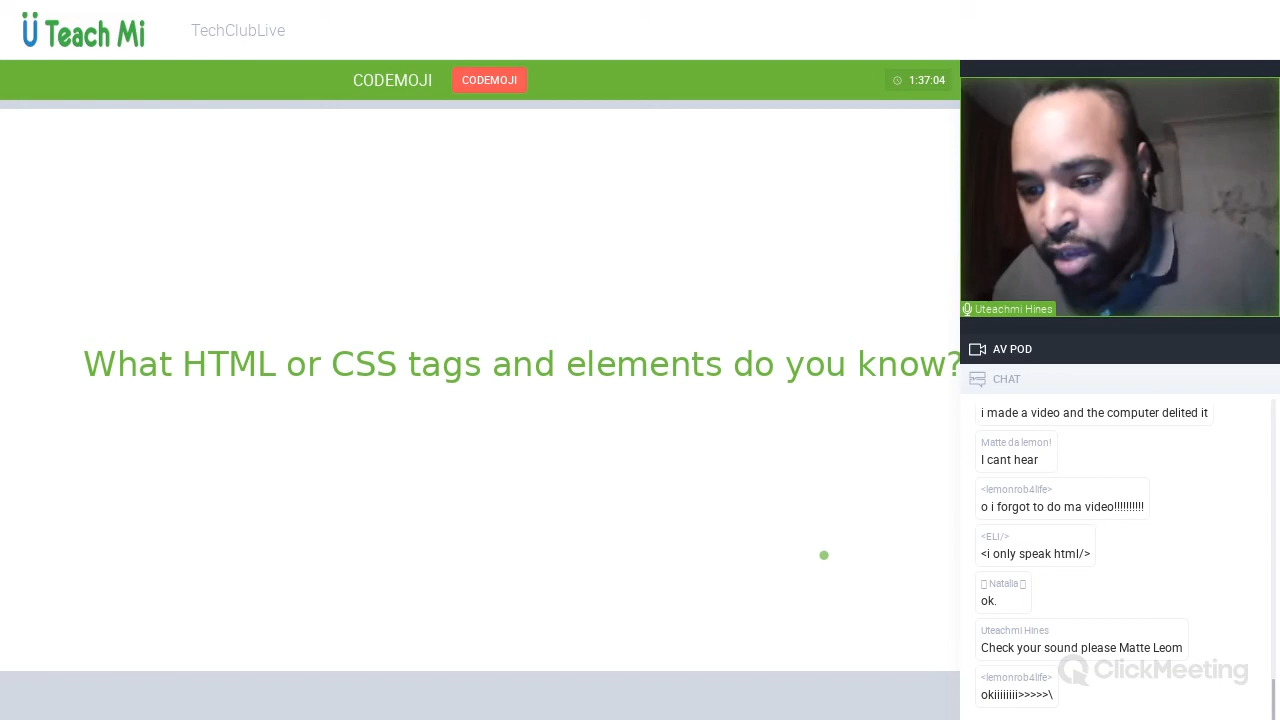 Ü Teach Mi
TechClubLive
CODEMOJI
CODEMOJI
1:37:04
What HTML or CSS tags and elements do you know?
Uteachmi Hines
AV POD
CHAT
i made a video and the computer delited it
Matte da lemon!
I cant hear
<lemonrob4life>
o i forgot to do ma video!!!!!!!!!!
<ELI/>
<i only speak html/>
Natalia
ok.
Uteachmi Hines
Check your sound please Matte Leom
<lemonrob4life>
okiiiiiiii>>>>>\
ClickMeeting